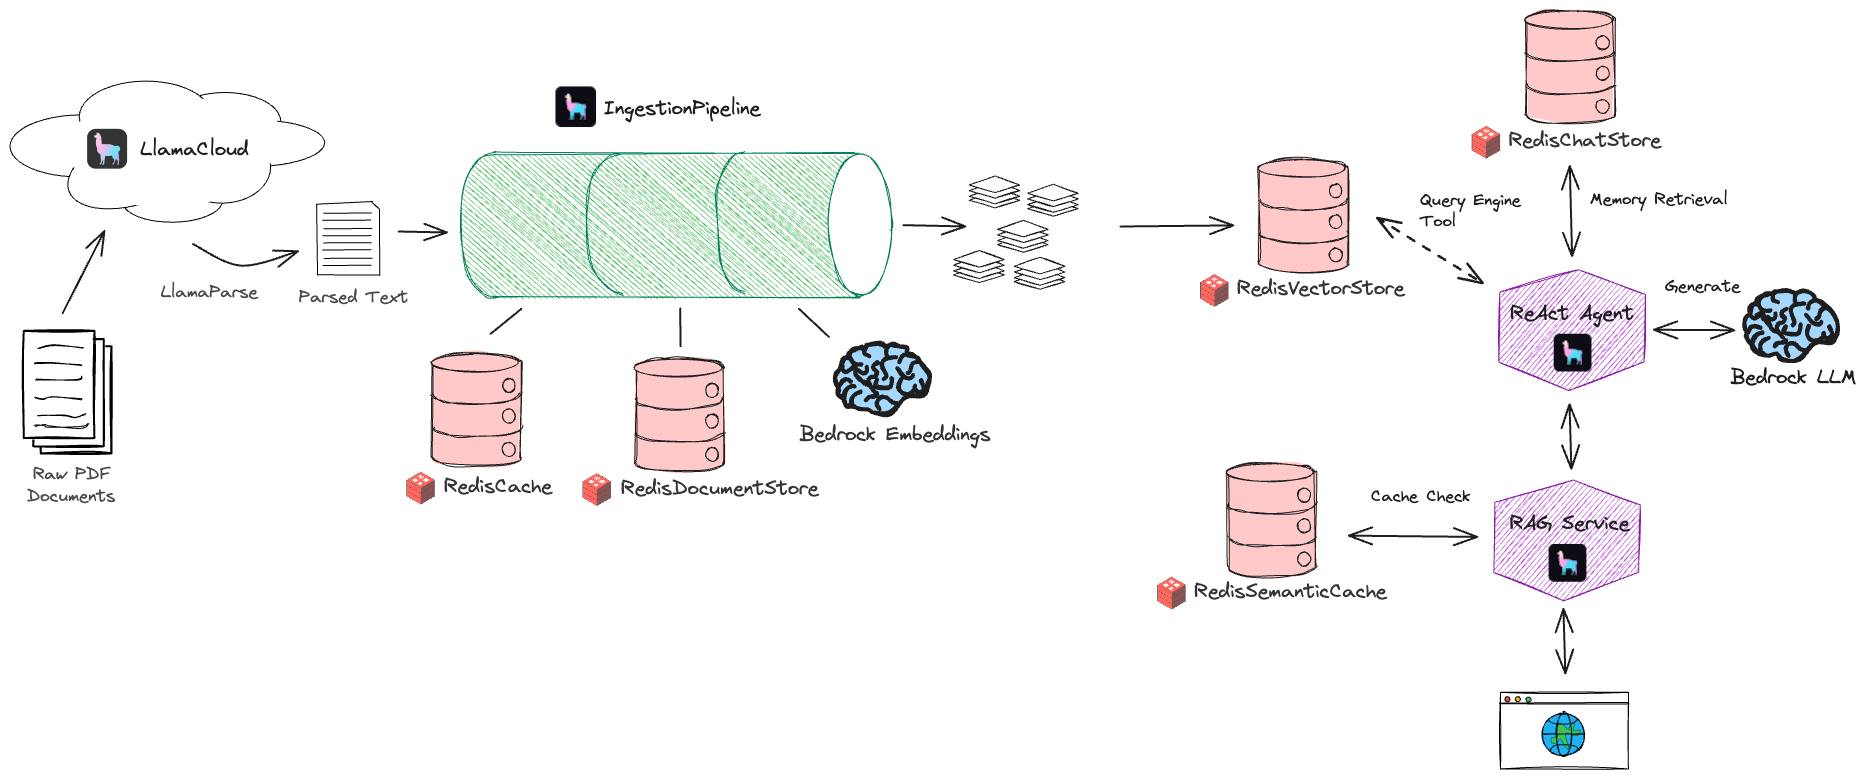 LlamaCloud
LlamaParse
Parsed Text
Raw PDF
Documents
IngestionPipeline
RedisCache
RedisDocumentStore
Bedrock Embeddings
RedisVectorStore
Query Engine
Tool
RedisChatStore
Memory Retrieval
ReAct Agent
Generate
Bedrock LLM
Cache Check
RAG Service
RedisSemanticCache